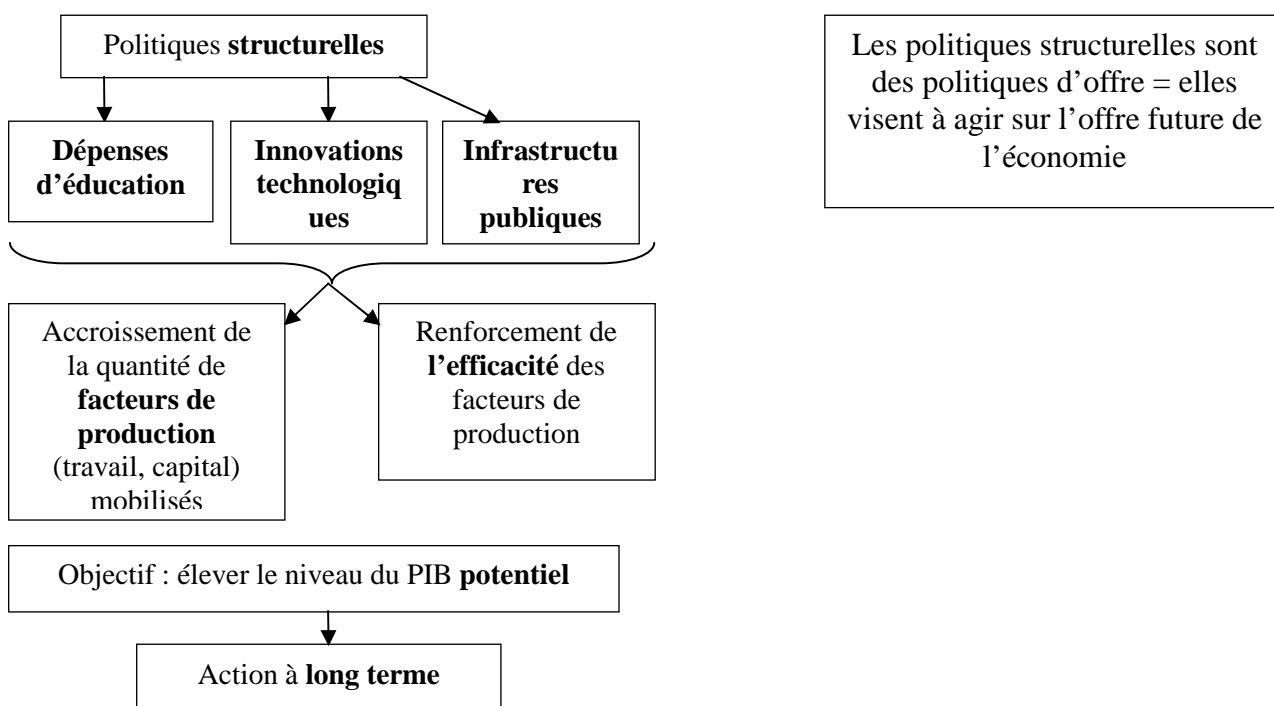 Politiques structurelles
Les politiques structurelles sont
des politiques d’offre = elles
visent à agir sur l’offre future de
l’économie
Dépenses
d’éducation
Innovations
technologiq
ues
Infrastructu
res
publiques
Accroissement de
la quantité de
facteurs de
production
(travail, capital)
mobilisés
Renforcement de
l’efficacité des
facteurs de
production
Objectif : élever le niveau du PIB potentiel
Action à long terme